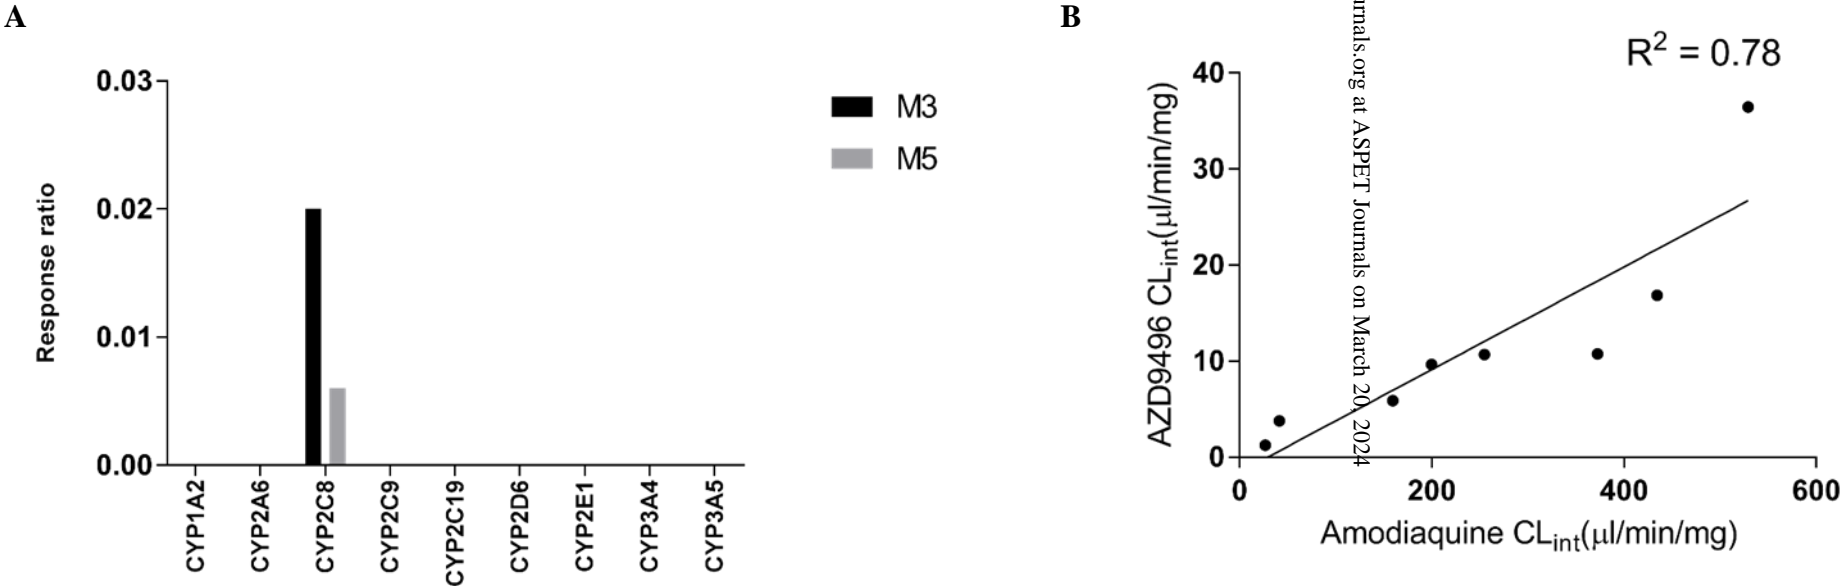 A
0.03
0.02
0.01
0.00
Response ratio
CYP1A2
CYP2A6
CYP2C8
CYP2C9
CYP2C19
CYP2D6
CYP2E1
CYP3A4
CYP3A5
M3
M5
B
R² = 0.78
40
30
20
10
0
AZD9496 CLint(μl/min/mg)
0 200 400 600
Amodiaquine CLint(μl/min/mg)
urnals.org at ASPET Journals on March 20, 2024